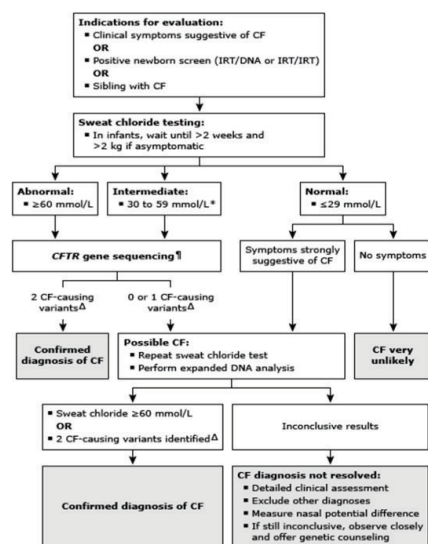 Indications for evaluation:
▪ Clinical symptoms suggestive of CF
OR
▪ Positive newborn screen (IRT/DNA or IRT/IRT)
OR
▪ Sibling with CF
Sweat chloride testing:
▪ In infants, wait until >2 weeks and
>2 kg if asymptomatic
Abnormal:
▪ ≥60 mmol/L
Intermediate:
▪ 30 to 59 mmol/L*
Normal:
▪ ≤29 mmol/L
CFTR gene sequencing¶
Symptoms strongly
suggestive of CF
No symptoms
2 CF-causing
variantsΔ
0 or 1 CF-causing
variantsΔ
Confirmed
diagnosis of CF
Possible CF:
▪ Repeat sweat chloride test
▪ Perform expanded DNA analysis
CF very
unlikely
▪ Sweat chloride ≥60 mmol/L
OR
▪ 2 CF-causing variants identifiedΔ
Inconclusive results
Confirmed diagnosis of CF
CF diagnosis not resolved:
▪ Detailed clinical assessment
▪ Exclude other diagnoses
▪ Measure nasal potential difference
▪ If still inconclusive, observe closely
and offer genetic counseling